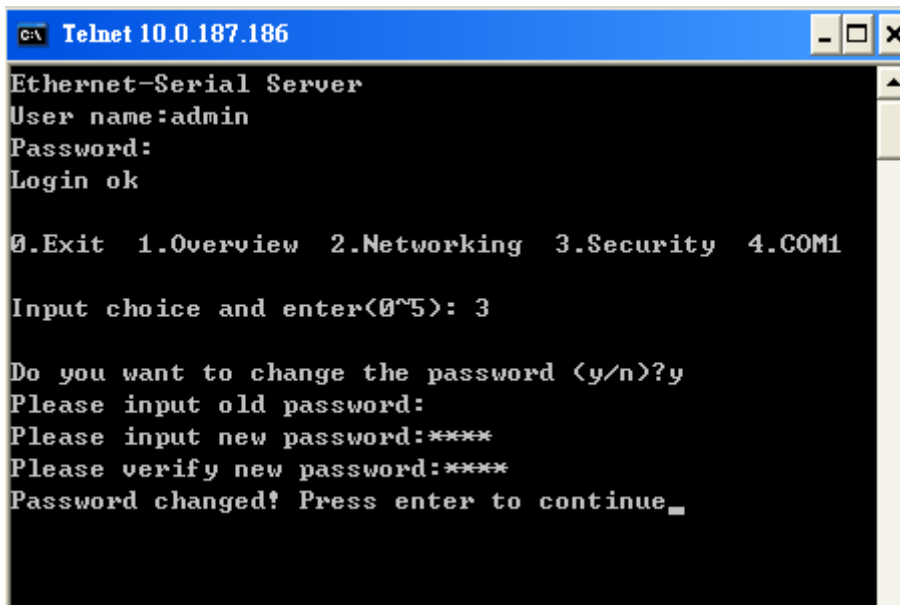 Telnet 10.0.187.186
Ethernet-Serial Server
User name:admin
Password:
Login ok
0.Exit  1.Overview  2.Networking  3.Security  4.COM1
Input choice and enter(0~5): 3
Do you want to change the password (y/n)?y
Please input old password:
Please input new password:****
Please verify new password:****
Password changed! Press enter to continue_